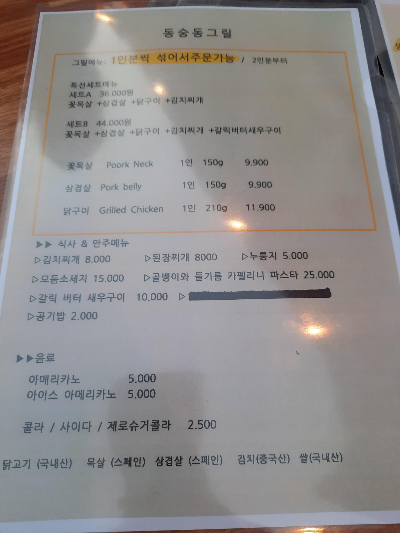 동숭동그릴
그릴메뉴: 1인분씩 섞어서주문가능 / 2인분부터
특선세트메뉴
세트A 36.000원
꽃목살 +삼겹살 +닭구이 +김치찌개
세트B 44.000원
꽃목살 +삼겹살 +닭구이 +김치찌개 +갈릭버터새우구이
꽃목살 Poork Neck 1인 150g 9,900
삼겹살 Pork belly 1인 150g 9.900
닭구이 Grilled Chicken 1인 210g 11.900
▶▶ 식사 & 안주메뉴
▷김치찌개 8.000 ▷된장찌개 8000 ▷누룽지 5.000
▷모듬소세지 15.000 ▷골뱅이와 들기름 카펠리니 파스타 25,000
▷갈릭 버터 새우구이 10,000 ▷
▷공기밥 2.000
▶▶음료
아매리카노 5.000
아이스 아메리카노 5.000
콜라 / 사이다 / 제로슈거콜라 2.500
닭고기 (국내산) 목살 (스페인) 삼겹살 (스페인) 김치(중국산) 쌀(국내산)